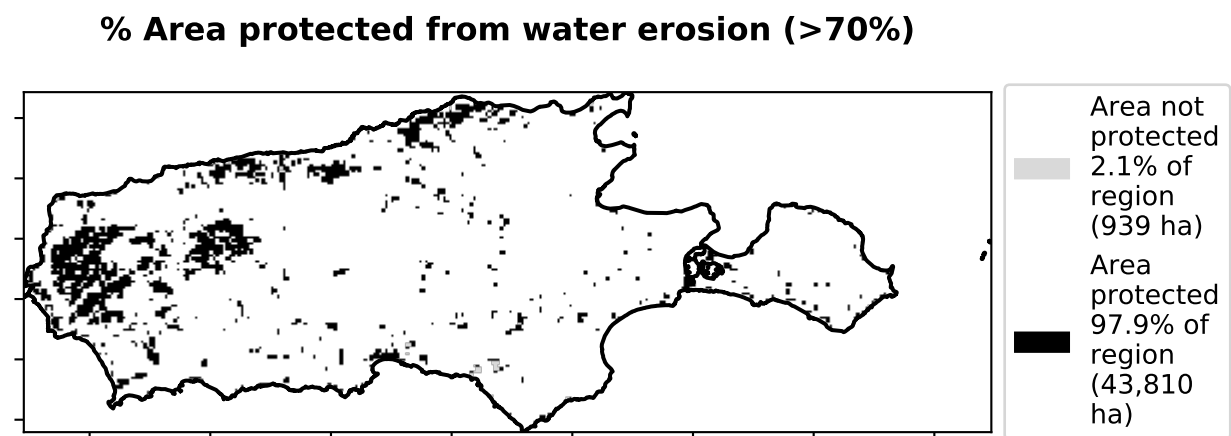 % Area protected from water erosion (>70%)
Area not
protected
2.1% of
region
(939 ha)
Area
protected
97.9% of
region
(43,810
ha)